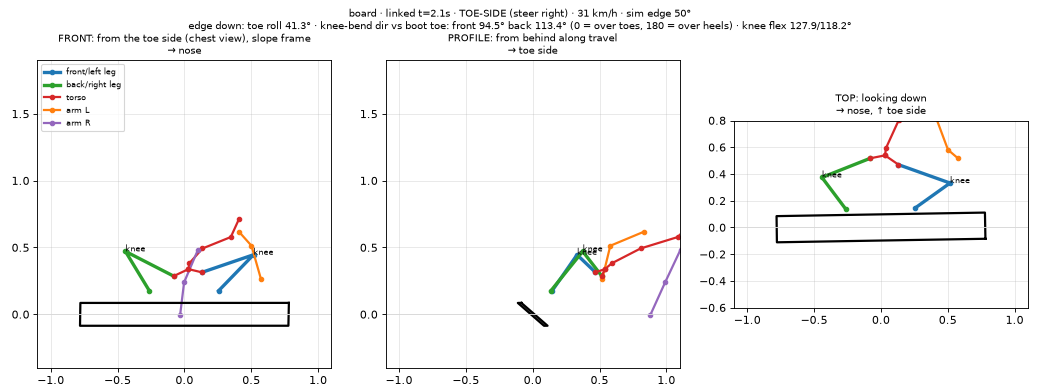 board · linked t=2.1s · TOE-SIDE (steer right) · 31 km/h · sim edge 50°
edge down: toe roll 41.3° · knee-bend dir vs boot toe: front 94.5° back 113.4° (0 = over toes, 180 = over heels) · knee flex 127.9/118.2°
FRONT: from the toe side (chest view), slope frame
→ nose
front/left leg
back/right leg
torso
arm L
arm R
knee
knee
1.5
1.0
0.5
0.0
−1.0
−0.5
0.0
0.5
1.0
PROFILE: from behind along travel
→ toe side
knee
knee
1.5
1.0
0.5
0.0
−1.0
−0.5
0.0
0.5
1.0
TOP: looking down
→ nose, ↑ toe side
knee
knee
0.8
0.6
0.4
0.2
0.0
−0.2
−0.4
−0.6
−1.0
−0.5
0.0
0.5
1.0